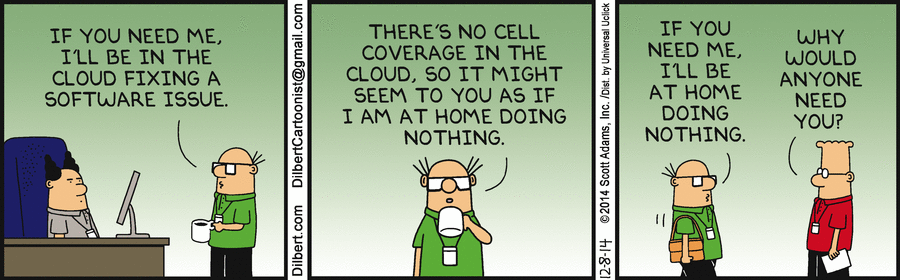 IF YOU NEED ME,
I'LL BE IN THE
CLOUD FIXING A
SOFTWARE ISSUE.
Dilbert.com DilbertCartoonist@gmail.com
THERE'S NO CELL
COVERAGE IN THE
CLOUD, SO IT MIGHT
SEEM TO YOU AS IF
I AM AT HOME DOING
NOTHING.
12-8-14 ©2014 Scott Adams, Inc. /Dist. by Universal Uclick
IF YOU
NEED ME,
I'LL BE
AT HOME
DOING
NOTHING.
WHY
WOULD
ANYONE
NEED
YOU?